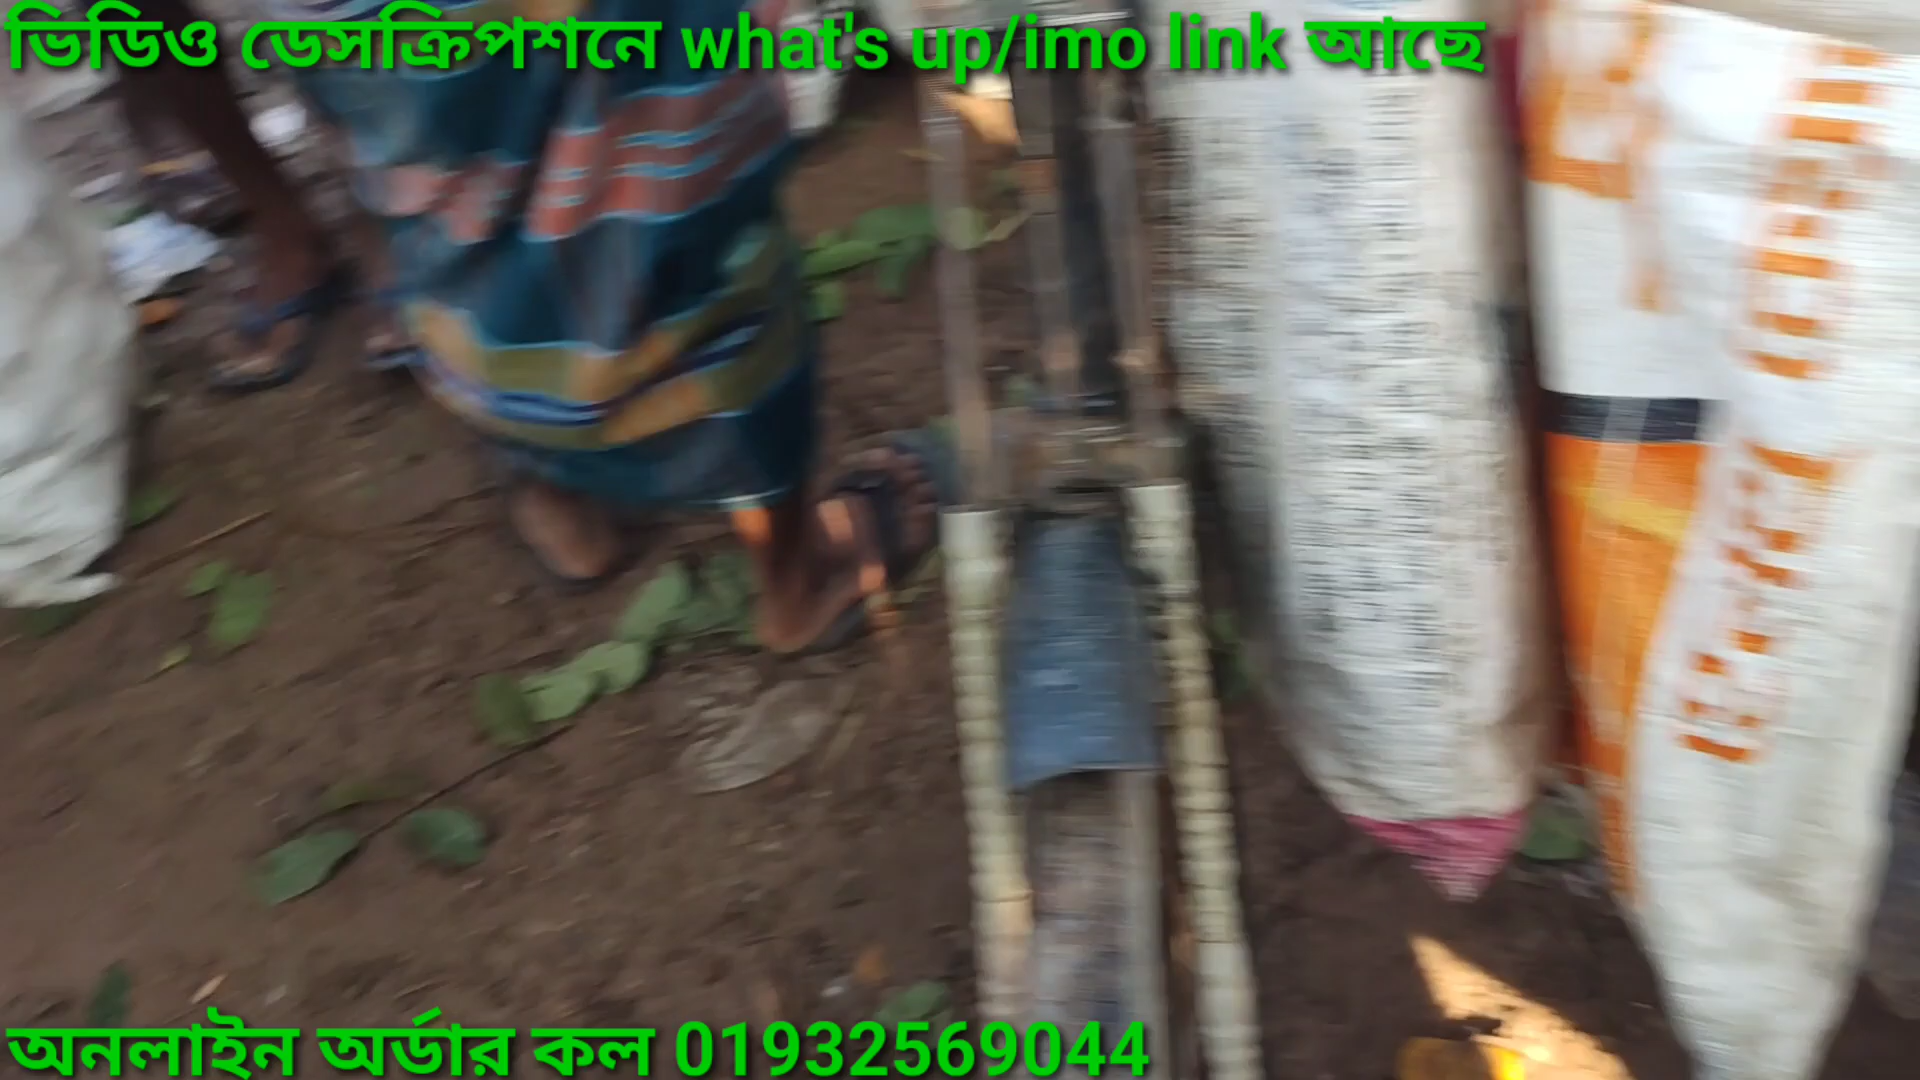 ভিডিও ডেসক্রিপশনে what's up/imo link আছে
অনলাইন অর্ডার কল 01932569044